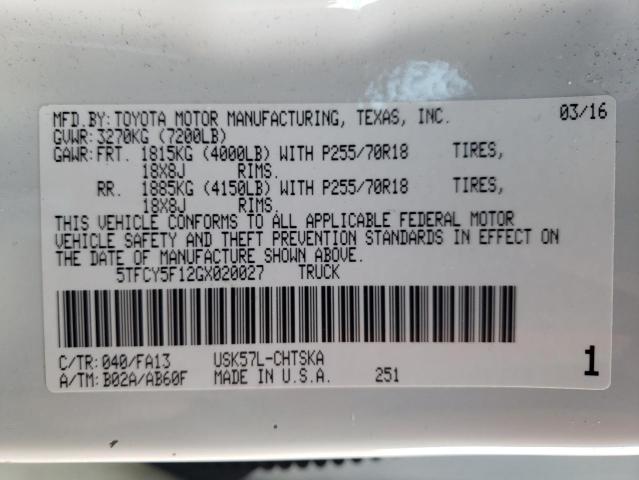 MFD.BY: TOYOTA MOTOR MANUFACTURING, TEXAS, INC. 03/16
GVWR: 3270KG (7200LB)
GAWR: FRT. 1815KG (4000LB) WITH P255/70R18 TIRES,
18X8J RIMS.
RR. 1885KG (4150LB) WITH P255/70R18 TIRES,
18X8J RIMS.
THIS VEHICLE CONFORMS TO ALL APPLICABLE FEDERAL MOTOR
VEHICLE SAFETY AND THEFT PREVENTION STANDARDS IN EFFECT ON
THE DATE OF MANUFACTURE SHOWN ABOVE.
5TFCY5F12GX020027 TRUCK
C/TR: 040/FA13 USK57L-CHTSKA
A/TM: B02A/AB60F MADE IN U.S.A. 251 1